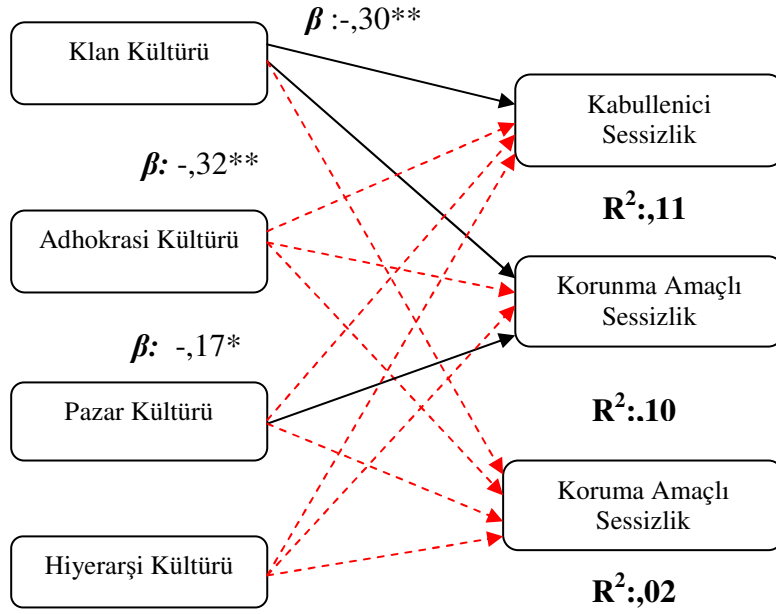 β :-,30**
Klan Kültürü
Kabullenici
Sessizlik
β: -,32**
R²:,11
Adhokrasi Kültürü
Korunma Amaçlı
Sessizlik
β: -,17*
Pazar Kültürü
R²:,10
Koruma Amaçlı
Sessizlik
Hiyerarşi Kültürü
R²:,02